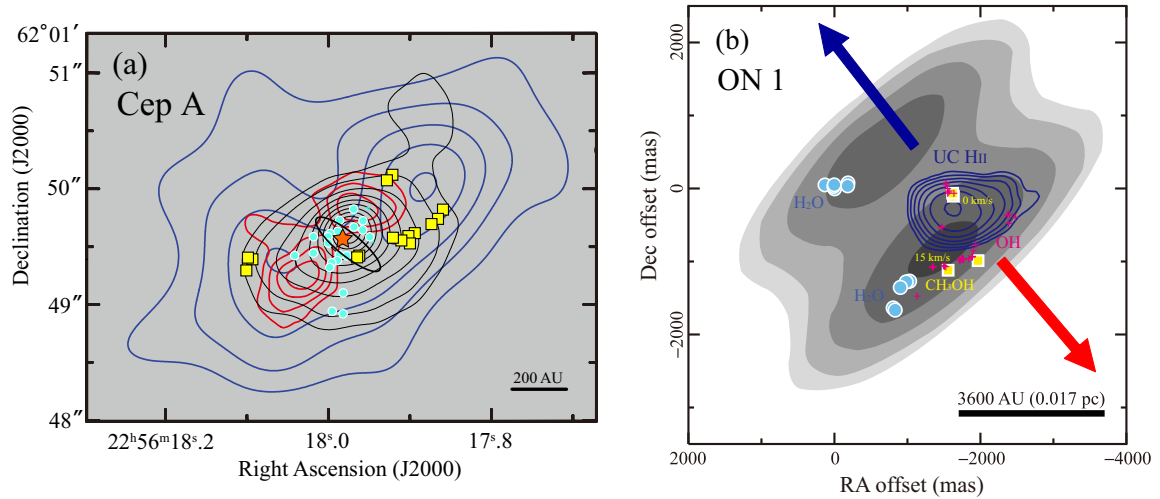 (a)
Cep A
62°01′
51″
50″
49″
48″
Declination (J2000)
200 AU
22ʰ56ᵐ18ˢ.2
18ˢ.0
17ˢ.8
Right Ascension (J2000)
(b)
ON 1
2000
0
−2000
Dec offset (mas)
UC HII
H₂O
0 km/s
OH
15 km/s
CH₃OH
H₂O
3600 AU (0.017 pc)
2000
0
−2000
−4000
RA offset (mas)